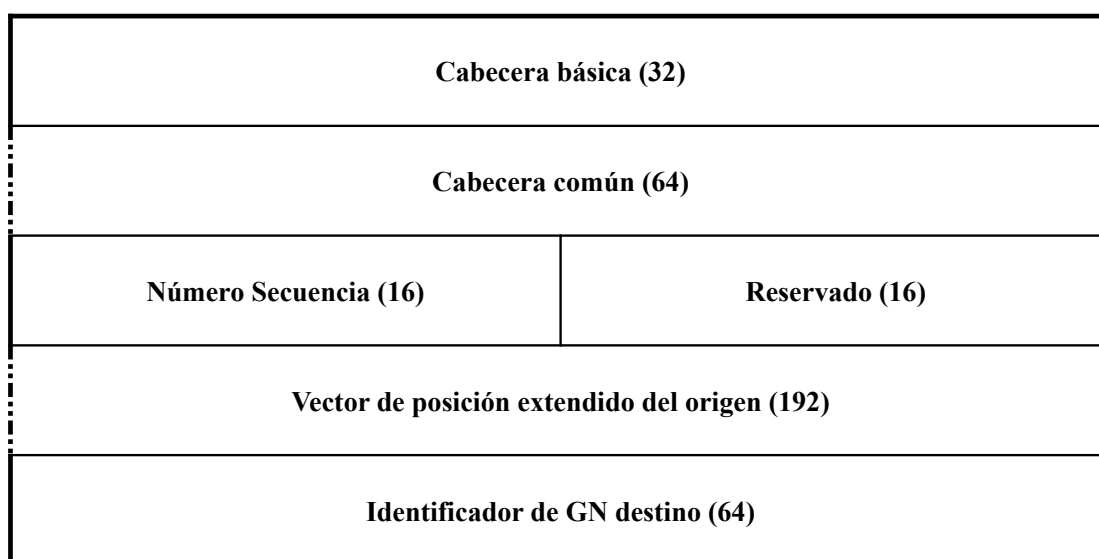 Cabecera básica (32)
Cabecera común (64)
Número Secuencia (16)
Reservado (16)
Vector de posición extendido del origen (192)
Identificador de GN destino (64)